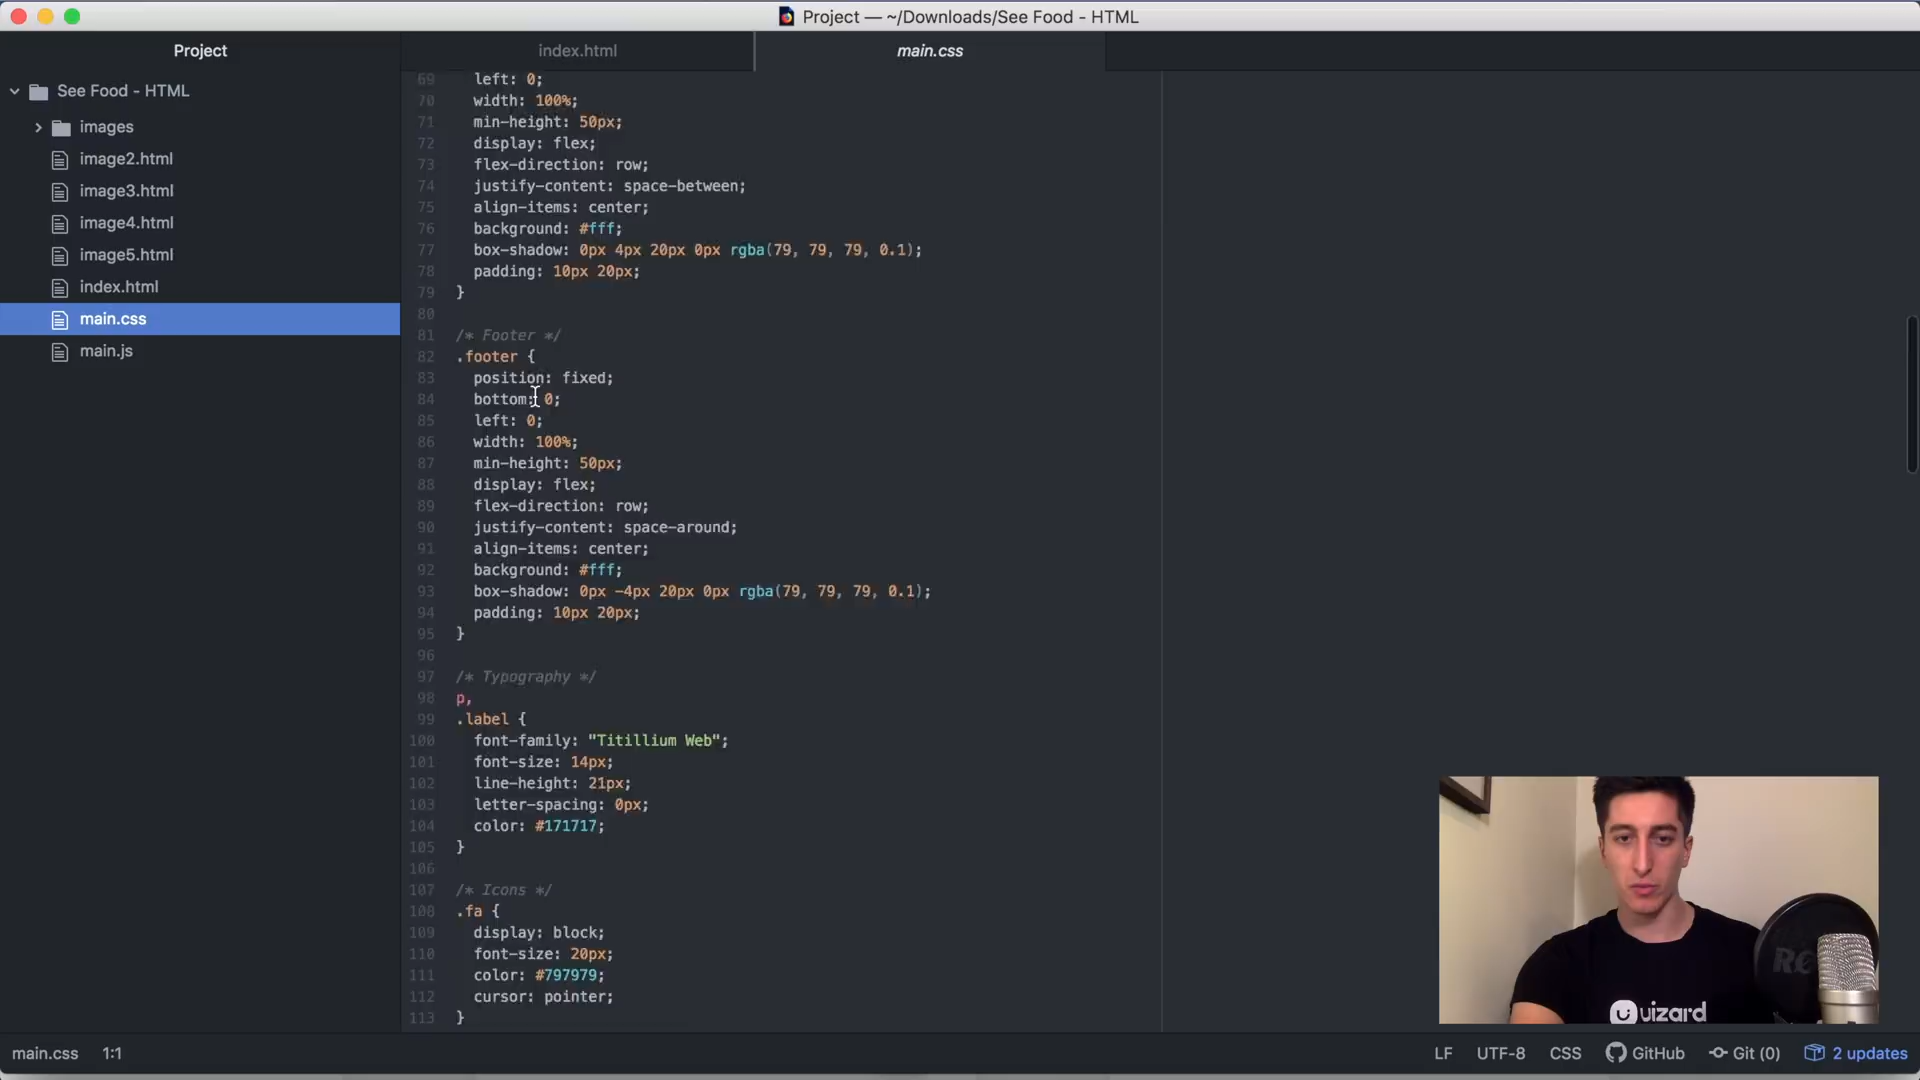 Project — ~/Downloads/See Food - HTML
Project
index.html
main.css
See Food - HTML
images
image2.html
image3.html
image4.html
image5.html
index.html
main.css
main.js
69 left: 0;
70 width: 100%;
71 min-height: 50px;
72 display: flex;
73 flex-direction: row;
74 justify-content: space-between;
75 align-items: center;
76 background: #fff;
77 box-shadow: 0px 4px 20px 0px rgba(79, 79, 79, 0.1);
78 padding: 10px 20px;
79 }
80
81 /* Footer */
82 .footer {
83 position: fixed;
84 bottom: 0;
85 left: 0;
86 width: 100%;
87 min-height: 50px;
88 display: flex;
89 flex-direction: row;
90 justify-content: space-around;
91 align-items: center;
92 background: #fff;
93 box-shadow: 0px -4px 20px 0px rgba(79, 79, 79, 0.1);
94 padding: 10px 20px;
95 }
96
97 /* Typography */
98 p,
99 .label {
100 font-family: "Titillium Web";
101 font-size: 14px;
102 line-height: 21px;
103 letter-spacing: 0px;
104 color: #171717;
105 }
106
107 /* Icons */
108 .fa {
109 display: block;
110 font-size: 20px;
111 color: #797979;
112 cursor: pointer;
113 }
uizard
main.css 1:1
LF UTF-8 CSS GitHub Git (0) 2 updates